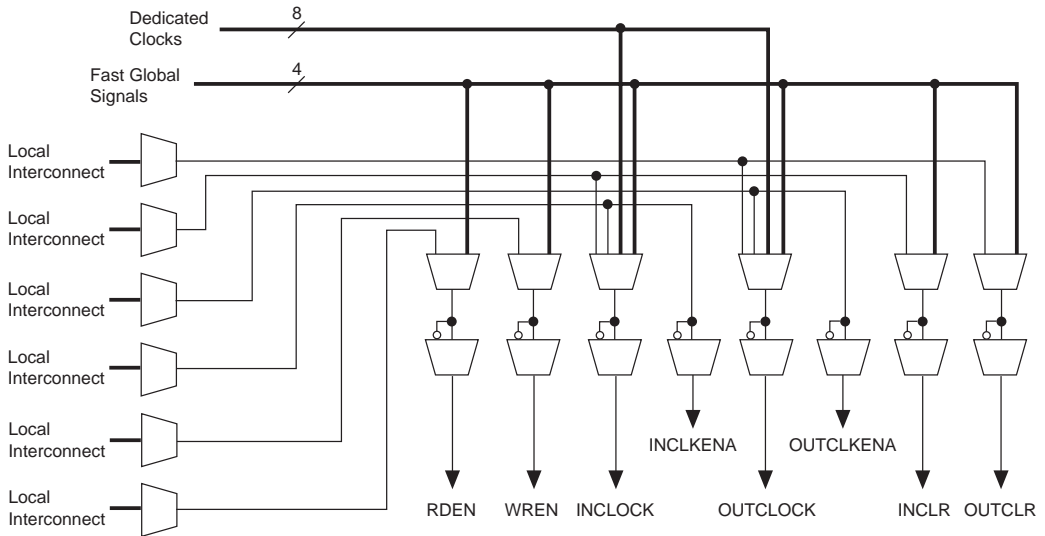 Dedicated
Clocks
8
Fast Global
Signals
4
Local
Interconnect
Local
Interconnect
Local
Interconnect
Local
Interconnect
Local
Interconnect
Local
Interconnect
INCLKENA
OUTCLKENA
RDEN
WREN
INCLOCK
OUTCLOCK
INCLR
OUTCLR